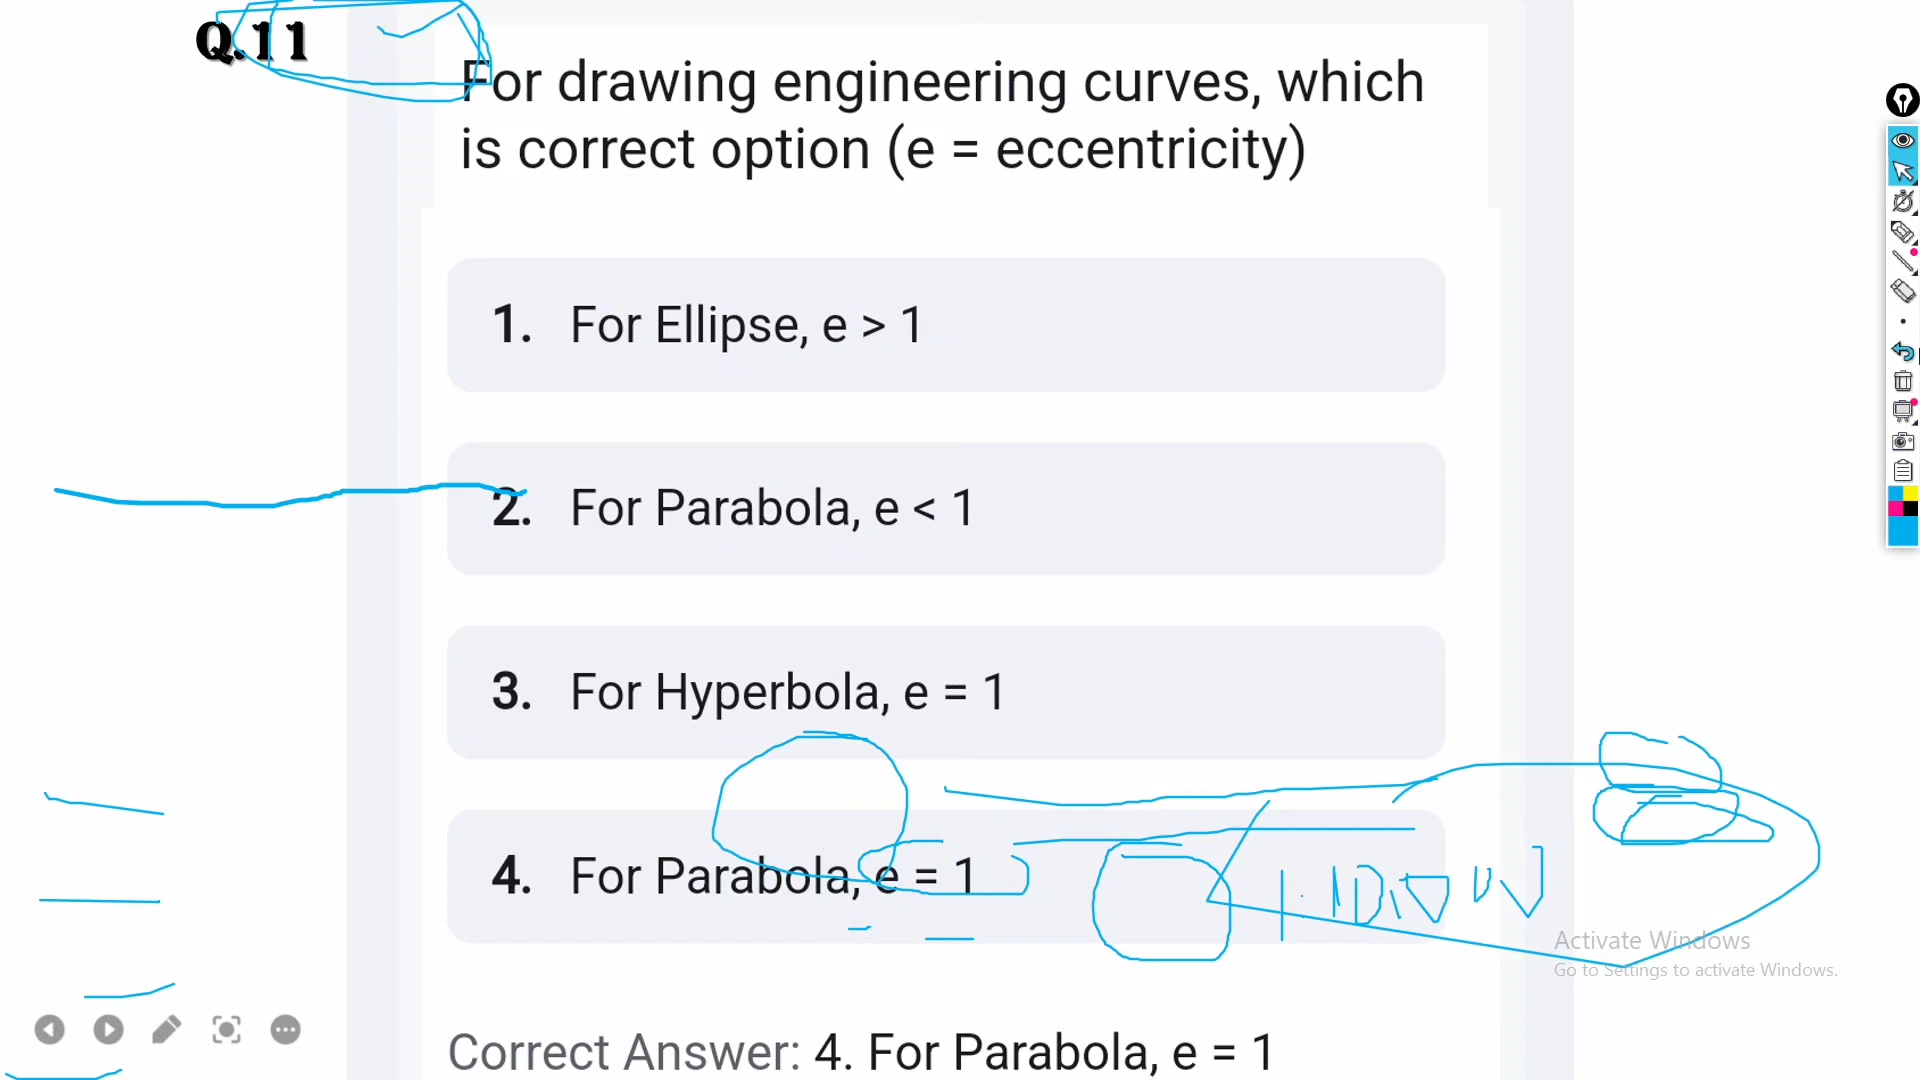 Q.11
For drawing engineering curves, which
is correct option (e = eccentricity)
1. For Ellipse, e > 1
2. For Parabola, e < 1
3. For Hyperbola, e = 1
4. For Parabola, e = 1
Activate Windows
Go to Settings to activate Windows.
Correct Answer: 4. For Parabola, e = 1